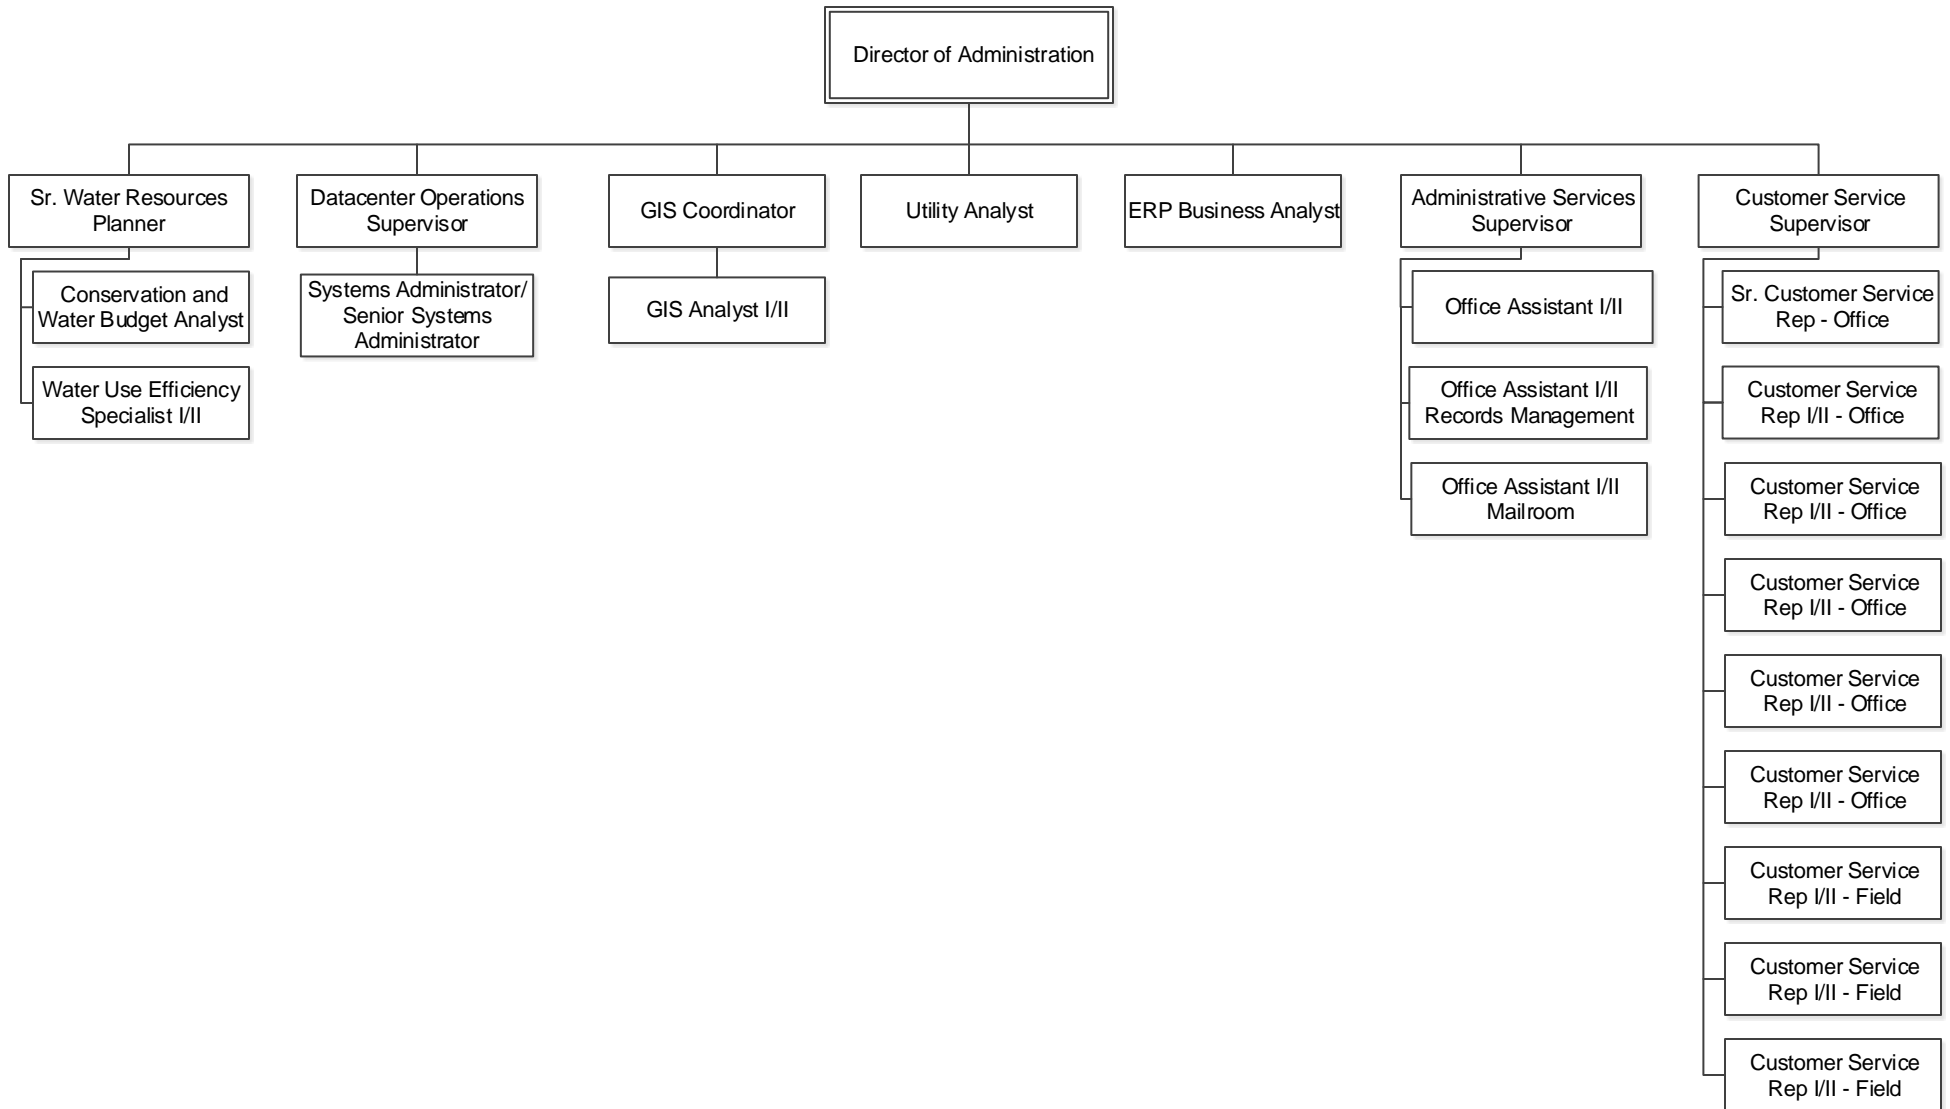 Director of Administration
Sr. Water Resources
Planner
Datacenter Operations
Supervisor
GIS Coordinator
Utility Analyst
ERP Business Analyst
Administrative Services
Supervisor
Customer Service
Supervisor
Conservation and
Water Budget Analyst
Water Use Efficiency
Specialist I/II
Systems Administrator/
Senior Systems
Administrator
GIS Analyst I/II
Office Assistant I/II
Office Assistant I/II
Records Management
Office Assistant I/II
Mailroom
Sr. Customer Service
Rep - Office
Customer Service
Rep I/II - Office
Customer Service
Rep I/II - Office
Customer Service
Rep I/II - Office
Customer Service
Rep I/II - Office
Customer Service
Rep I/II - Office
Customer Service
Rep I/II - Field
Customer Service
Rep I/II - Field
Customer Service
Rep I/II - Field